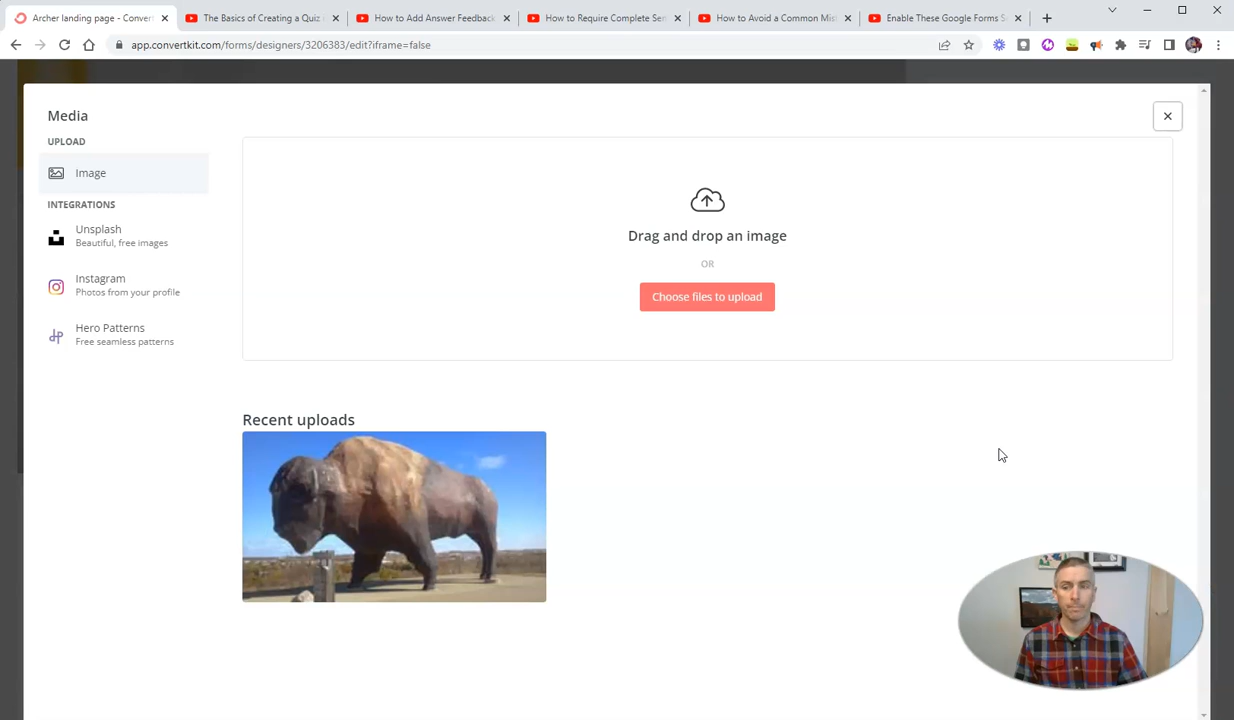 Archer landing page - Conver
The Basics of Creating a Quiz
How to Add Answer Feedback
How to Require Complete Sen
How to Avoid a Common Mist
Enable These Google Forms S
app.convertkit.com/forms/designers/3206383/edit?iframe=false
Media
UPLOAD
Image
INTEGRATIONS
Unsplash
Beautiful, free images
Instagram
Photos from your profile
Hero Patterns
Free seamless patterns
Drag and drop an image
OR
Choose files to upload
Recent uploads